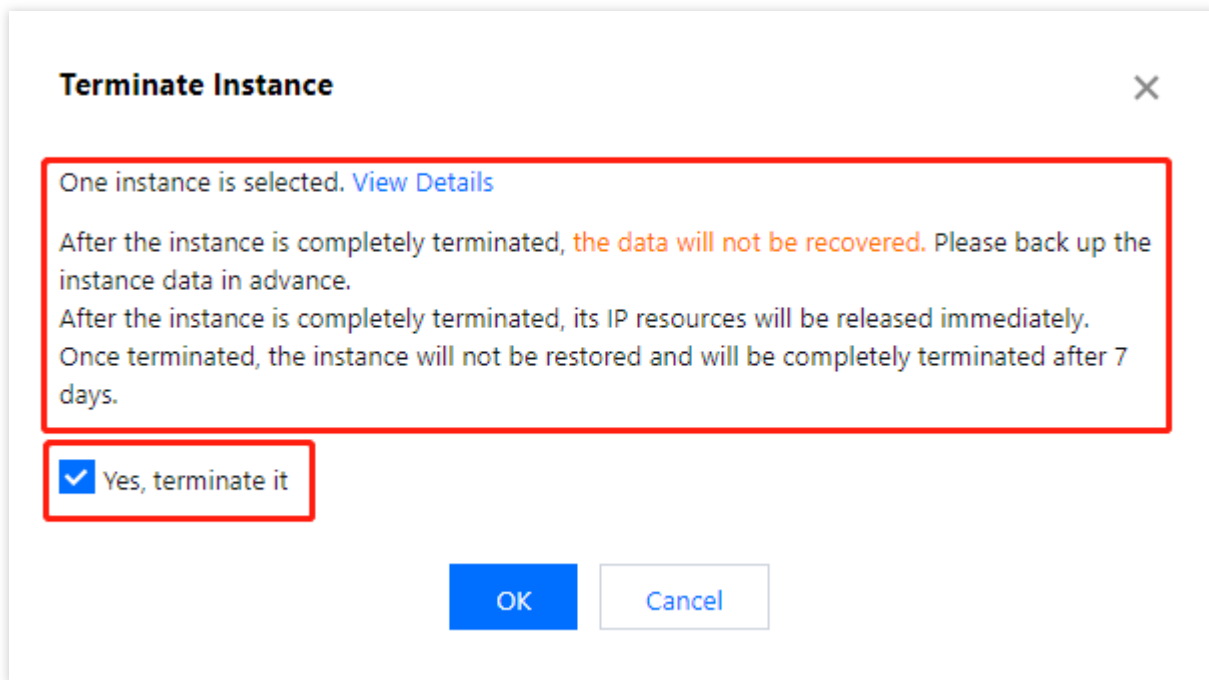 Terminate Instance
One instance is selected. View Details
After the instance is completely terminated, the data will not be recovered. Please back up the
instance data in advance.
After the instance is completely terminated, its IP resources will be released immediately.
Once terminated, the instance will not be restored and will be completely terminated after 7
days.
Yes, terminate it
OK Cancel